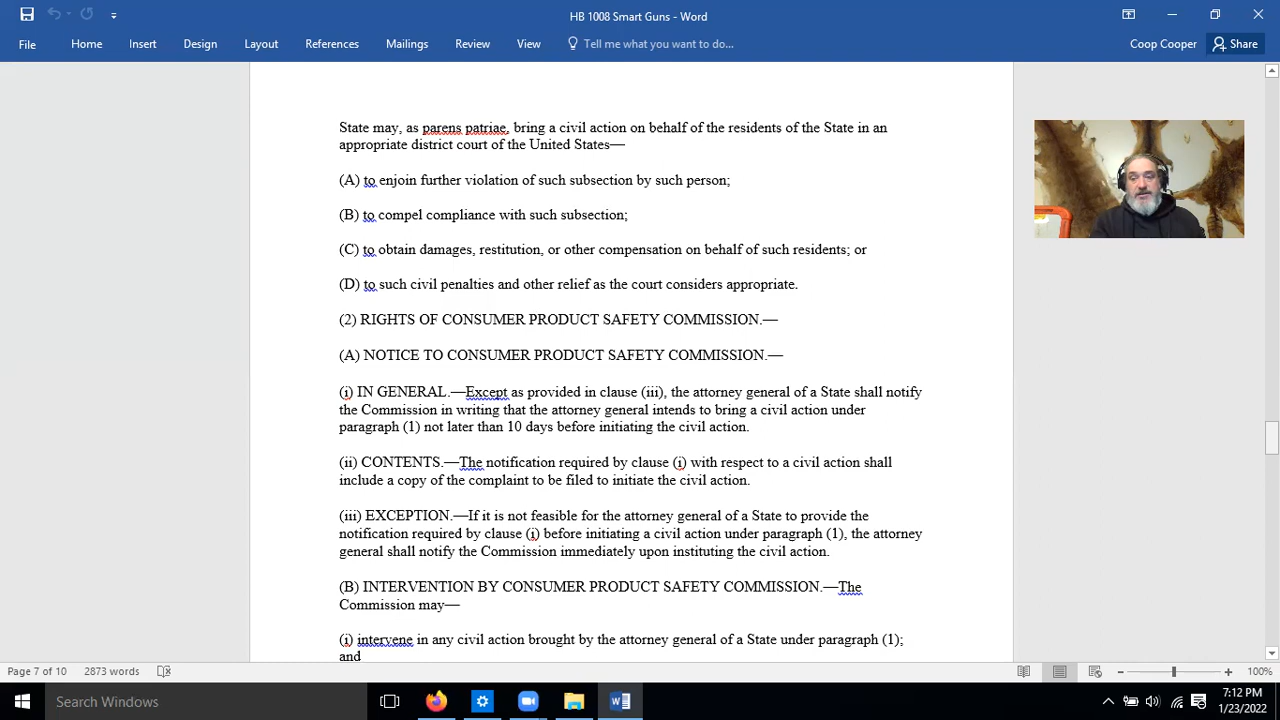 HB 1008 Smart Guns - Word
File Home Insert Design Layout References Mailings Review View Tell me what you want to do... Coop Cooper Share
State may, as parens patriae, bring a civil action on behalf of the residents of the State in an
appropriate district court of the United States—
(A) to enjoin further violation of such subsection by such person;
(B) to compel compliance with such subsection;
(C) to obtain damages, restitution, or other compensation on behalf of such residents; or
(D) to such civil penalties and other relief as the court considers appropriate.
(2) RIGHTS OF CONSUMER PRODUCT SAFETY COMMISSION.—
(A) NOTICE TO CONSUMER PRODUCT SAFETY COMMISSION.—
(i) IN GENERAL.—Except as provided in clause (iii), the attorney general of a State shall notify
the Commission in writing that the attorney general intends to bring a civil action under
paragraph (1) not later than 10 days before initiating the civil action.
(ii) CONTENTS.—The notification required by clause (i) with respect to a civil action shall
include a copy of the complaint to be filed to initiate the civil action.
(iii) EXCEPTION.—If it is not feasible for the attorney general of a State to provide the
notification required by clause (i) before initiating a civil action under paragraph (1), the attorney
general shall notify the Commission immediately upon instituting the civil action.
(B) INTERVENTION BY CONSUMER PRODUCT SAFETY COMMISSION.—The
Commission may—
(i) intervene in any civil action brought by the attorney general of a State under paragraph (1);
and
Page 7 of 10 2873 words 100%
Search Windows 7:12 PM
1/23/2022